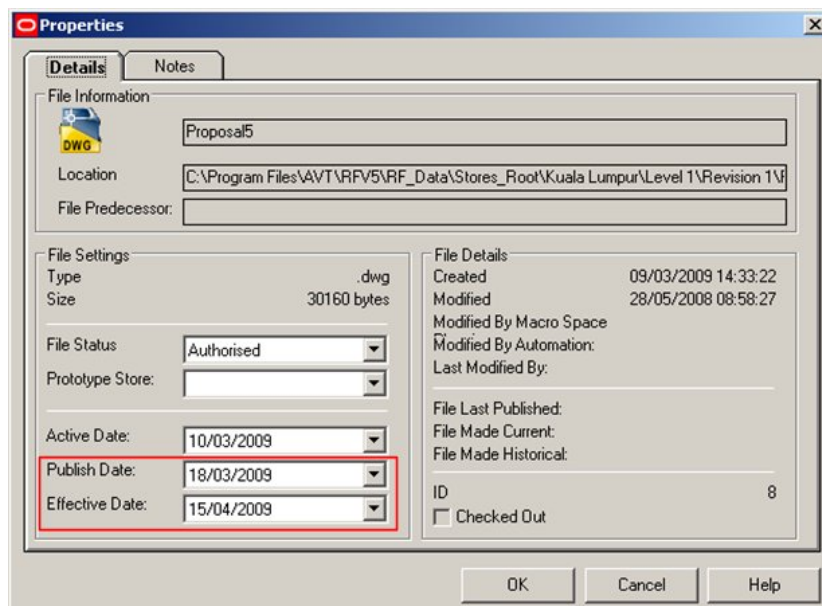 Properties
Details Notes
File Information
DWG
Proposal5
Location C:\Program Files\AVT\RFV5\RF_Data\Stores_Root\Kuala Lumpur\Level 1\Revision 1\
File Predecessor:
File Settings
Type .dwg
Size 30160 bytes
File Status Authorised
Prototype Store:
Active Date: 10/03/2009
Publish Date: 18/03/2009
Effective Date: 15/04/2009
File Details
Created 09/03/2009 14:33:22
Modified 28/05/2008 08:58:27
Modified By Macro Space
Modified By Automation:
Last Modified By:
File Last Published:
File Made Current:
File Made Historical:
ID 8
Checked Out
OK Cancel Help